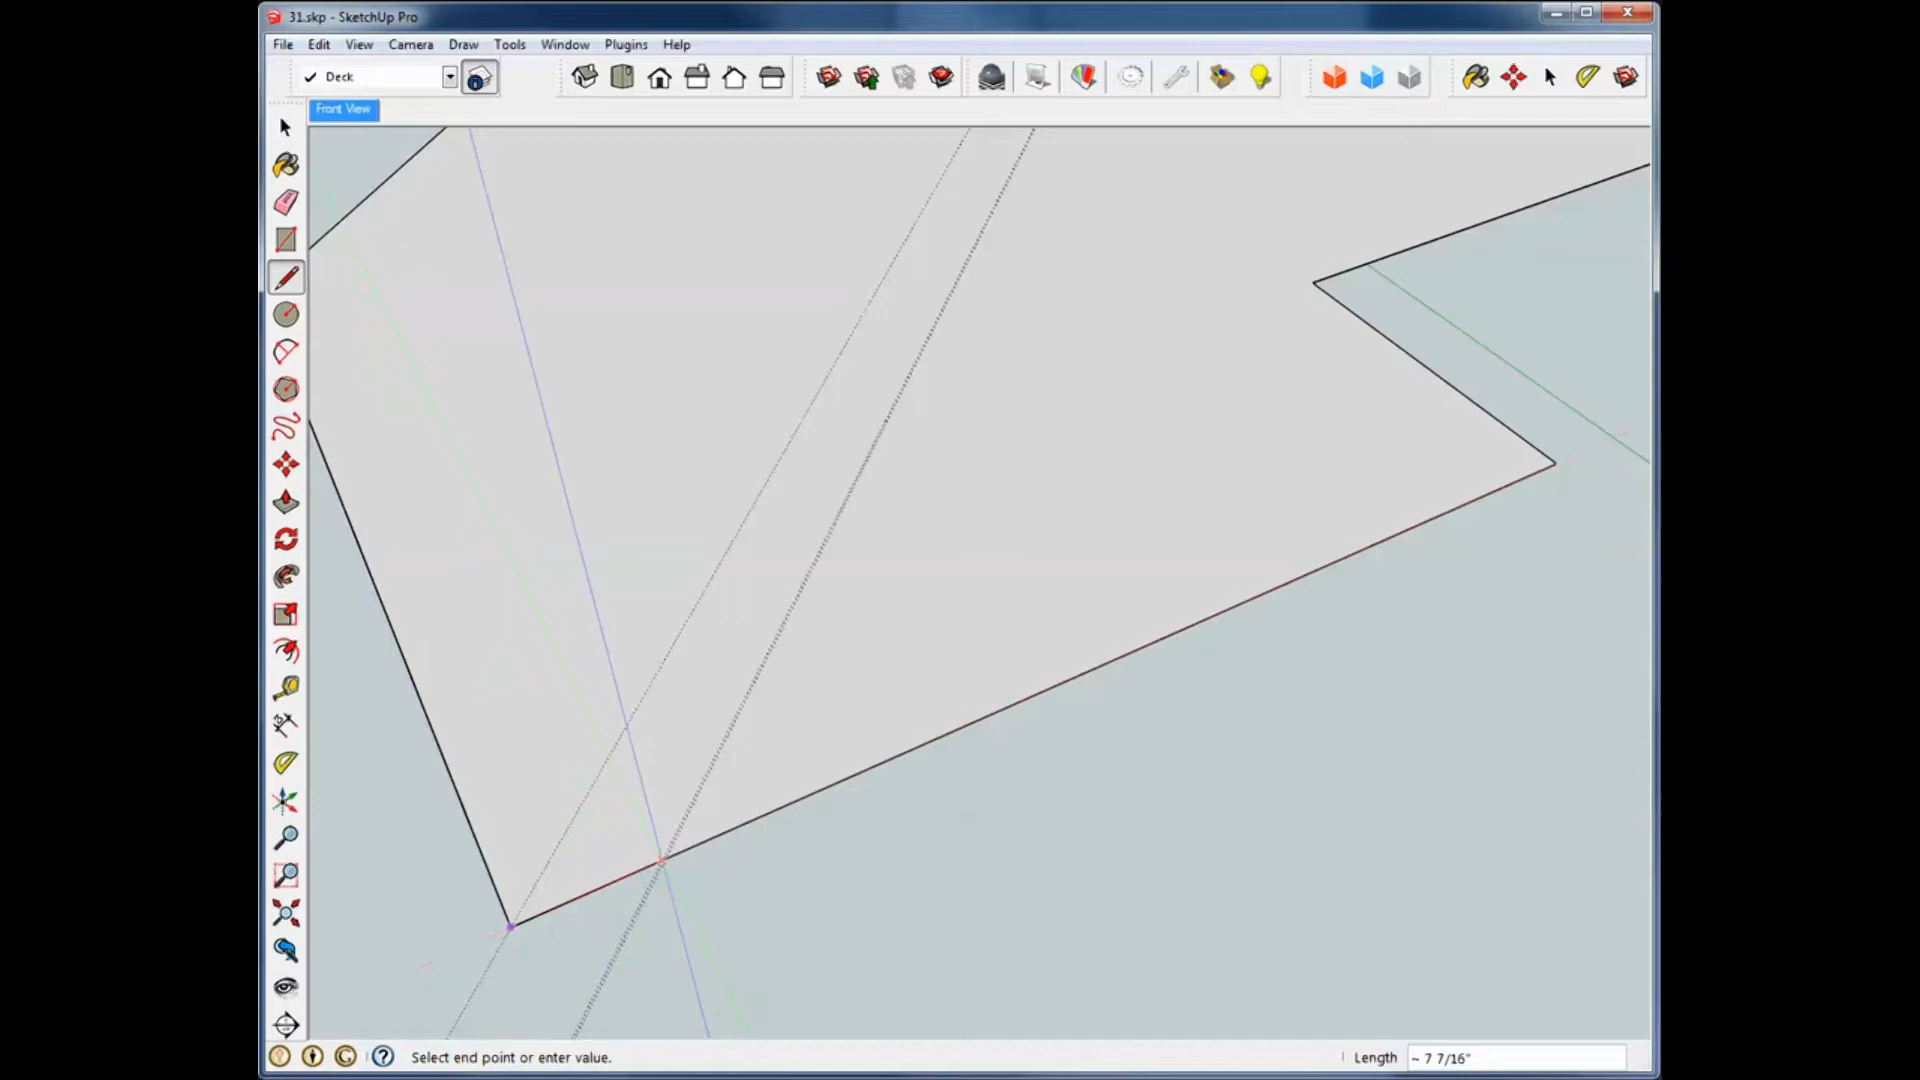 31.skp - SketchUp Pro
File Edit View Camera Draw Tools Window Plugins Help
Deck
Front View
Select end point or enter value.
Length ~ 7 7/16"